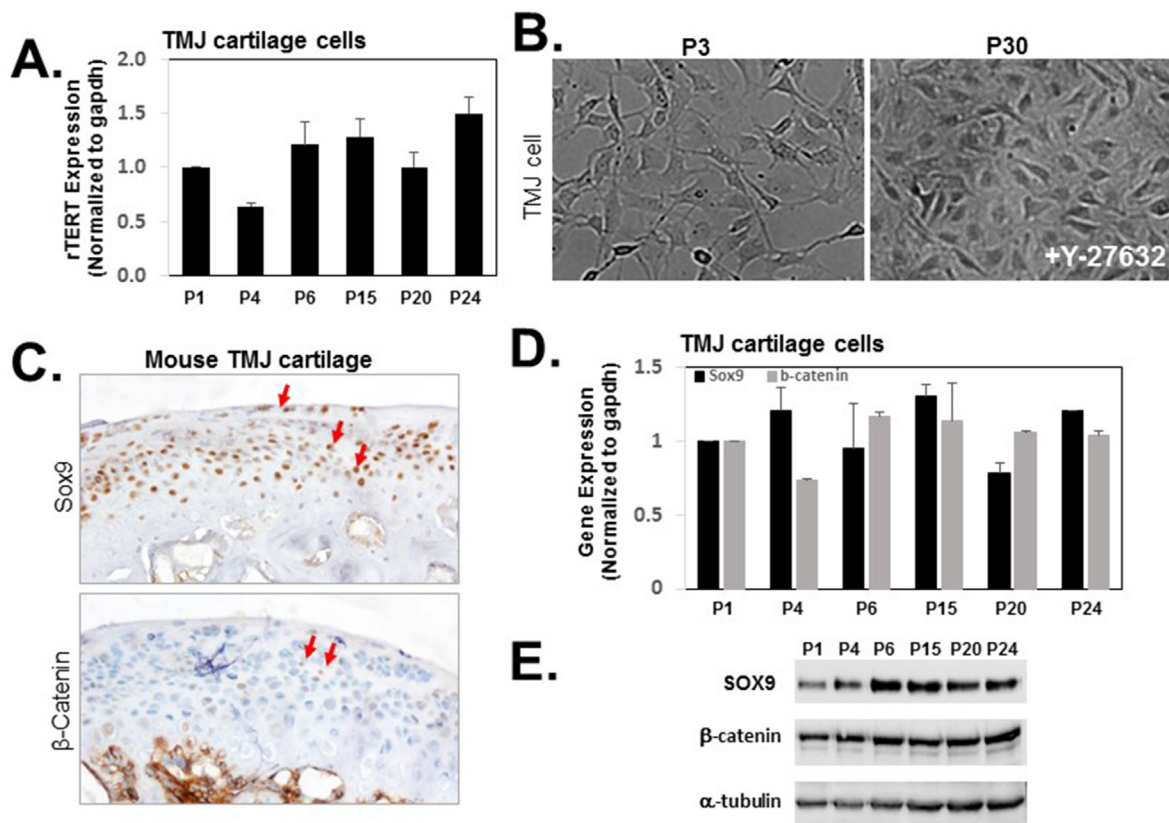 A.
TMJ cartilage cells
rTERT Expression
(Normalized to gapdh)
2.0
1.5
1.0
0.5
0.0
P1 P4 P6 P15 P20 P24
B.
P3 P30
TMJ cell
+Y-27632
C.
Mouse TMJ cartilage
Sox9
β-Catenin
D.
TMJ cartilage cells
Sox9 b-catenin
Gene Expression
(Normalized to gapdh)
1.5
1
0.5
0
P1 P4 P6 P15 P20 P24
E.
P1 P4 P6 P15 P20 P24
SOX9
β-catenin
α-tubulin